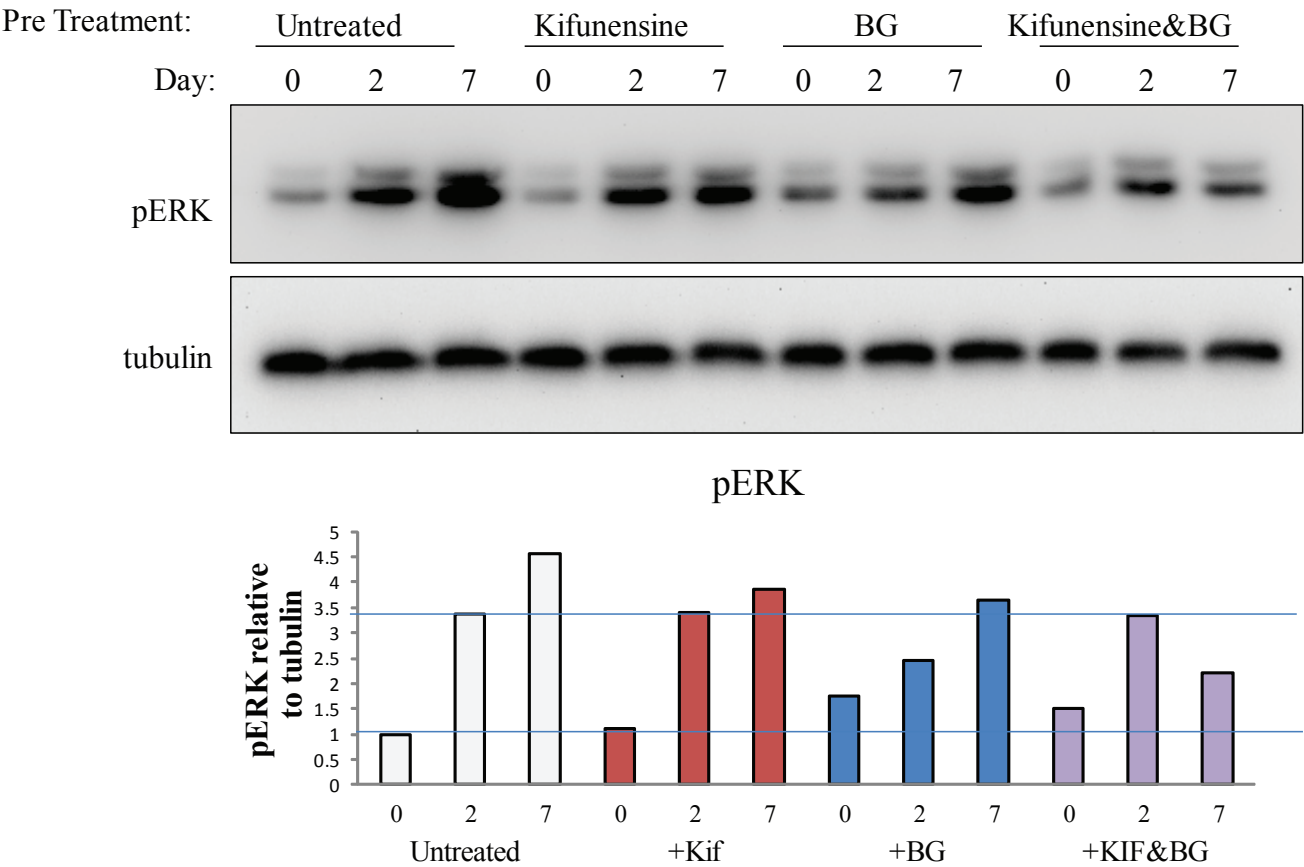 Pre Treatment: Untreated Kifunensine BG Kifunensine&BG
Day: 0 2 7 0 2 7 0 2 7 0 2 7
pERK
tubulin
pERK
pERK relative
to tubulin
5
4.5
4
3.5
3
2.5
2
1.5
1
0.5
0
0 2 7 0 2 7 0 2 7 0 2 7
Untreated +Kif +BG +KIF&BG